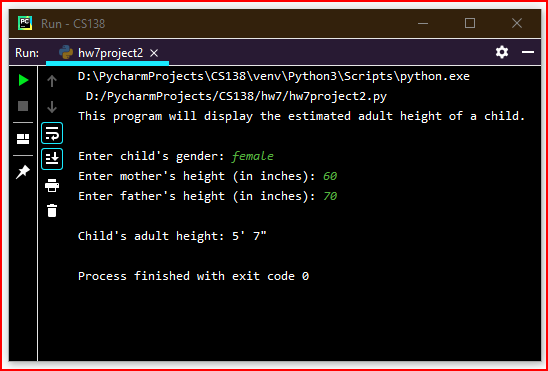 PC
Run - CS138
Run: hw7project2
D:\PycharmProjects\CS138\venv\Python3\Scripts\python.exe
D:/PycharmProjects/CS138/hw7/hw7project2.py
This program will display the estimated adult height of a child.
Enter child's gender: female
Enter mother's height (in inches): 60
Enter father's height (in inches): 70
Child's adult height: 5' 7"
Process finished with exit code 0